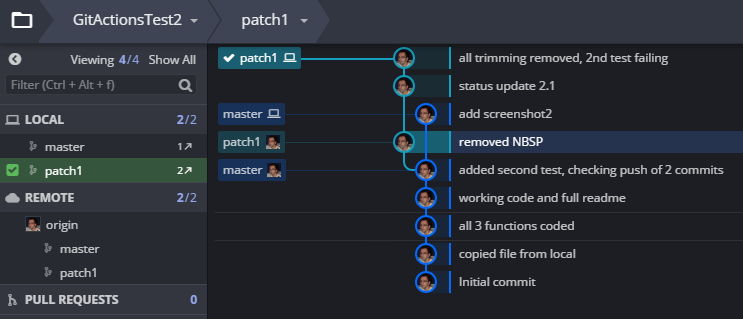 GitActionsTest2 patch1
Viewing 4/4 Show All
Filter (Ctrl + Alt + f)
LOCAL 2/2
master 1↗
patch1 2↗
REMOTE 2/2
origin
master
patch1
PULL REQUESTS 0
patch1 all trimming removed, 2nd test failing
status update 2.1
master add screenshot2
patch1 removed NBSP
master added second test, checking push of 2 commits
working code and full readme
all 3 functions coded
copied file from local
Initial commit